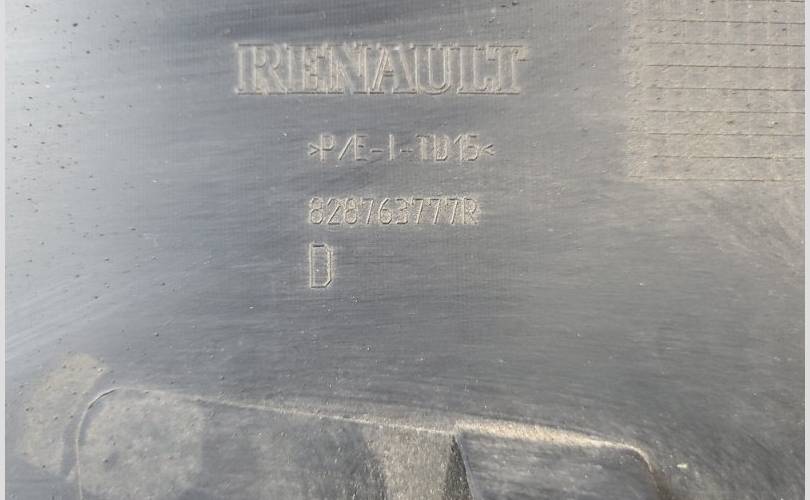 RENAULT
>P/E-I-TD15<
828763777R
D